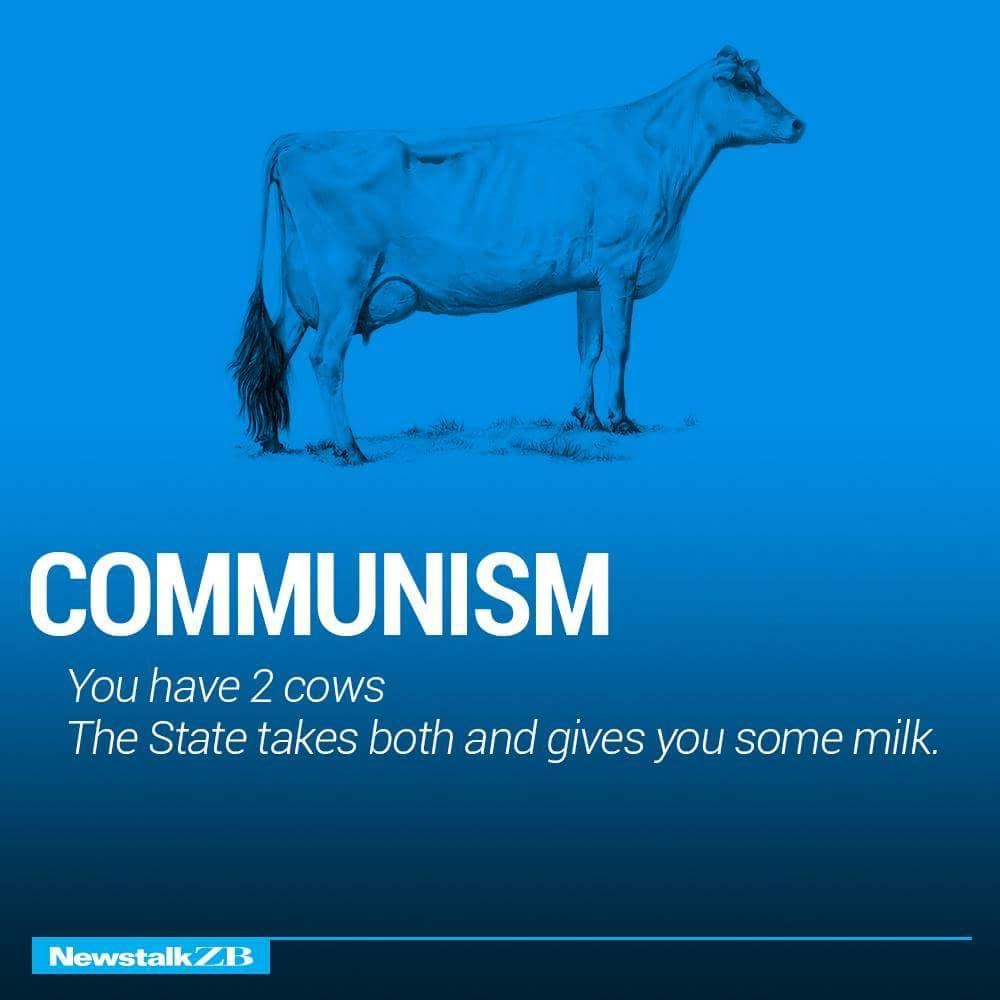 COMMUNISM
You have 2 cows
The State takes both and gives you some milk.
NewstalkZB